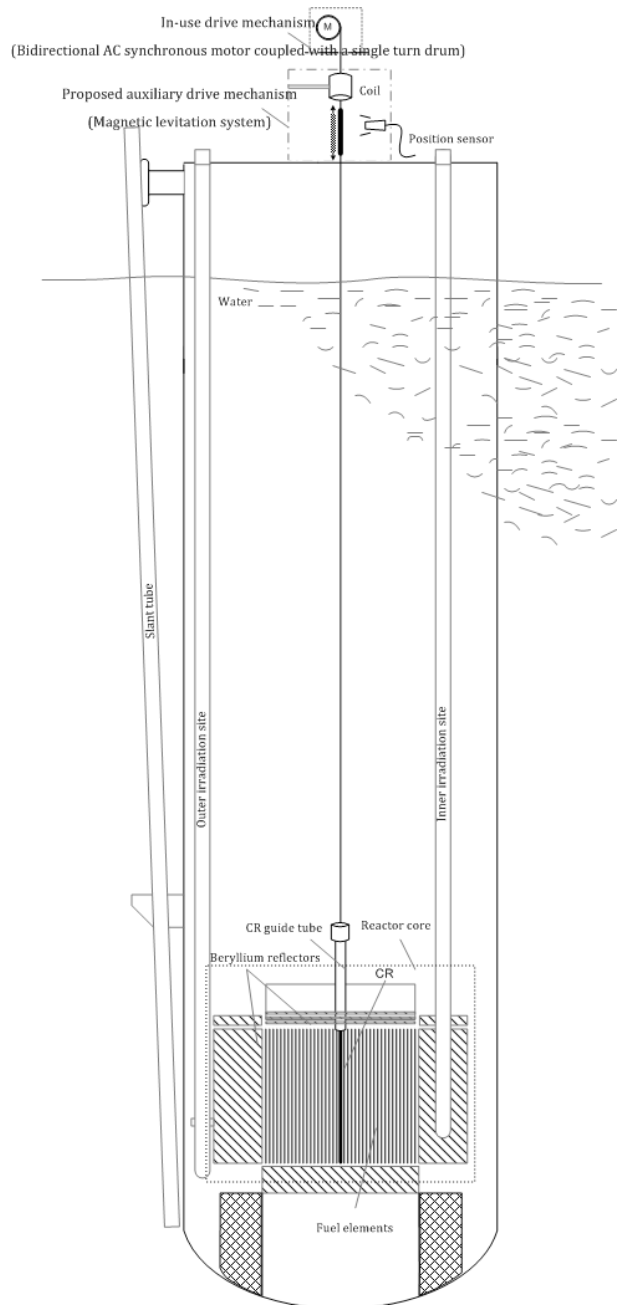 In-use drive mechanism
M
(Bidirectional AC synchronous motor coupled with a single turn drum)
Proposed auxiliary drive mechanism
Coil
(Magnetic levitation system)
Position sensor
Water
Slant tube
Outer irradiation site
Inner irradiation site
CR guide tube
Reactor core
Beryllium reflectors
CR
Fuel elements